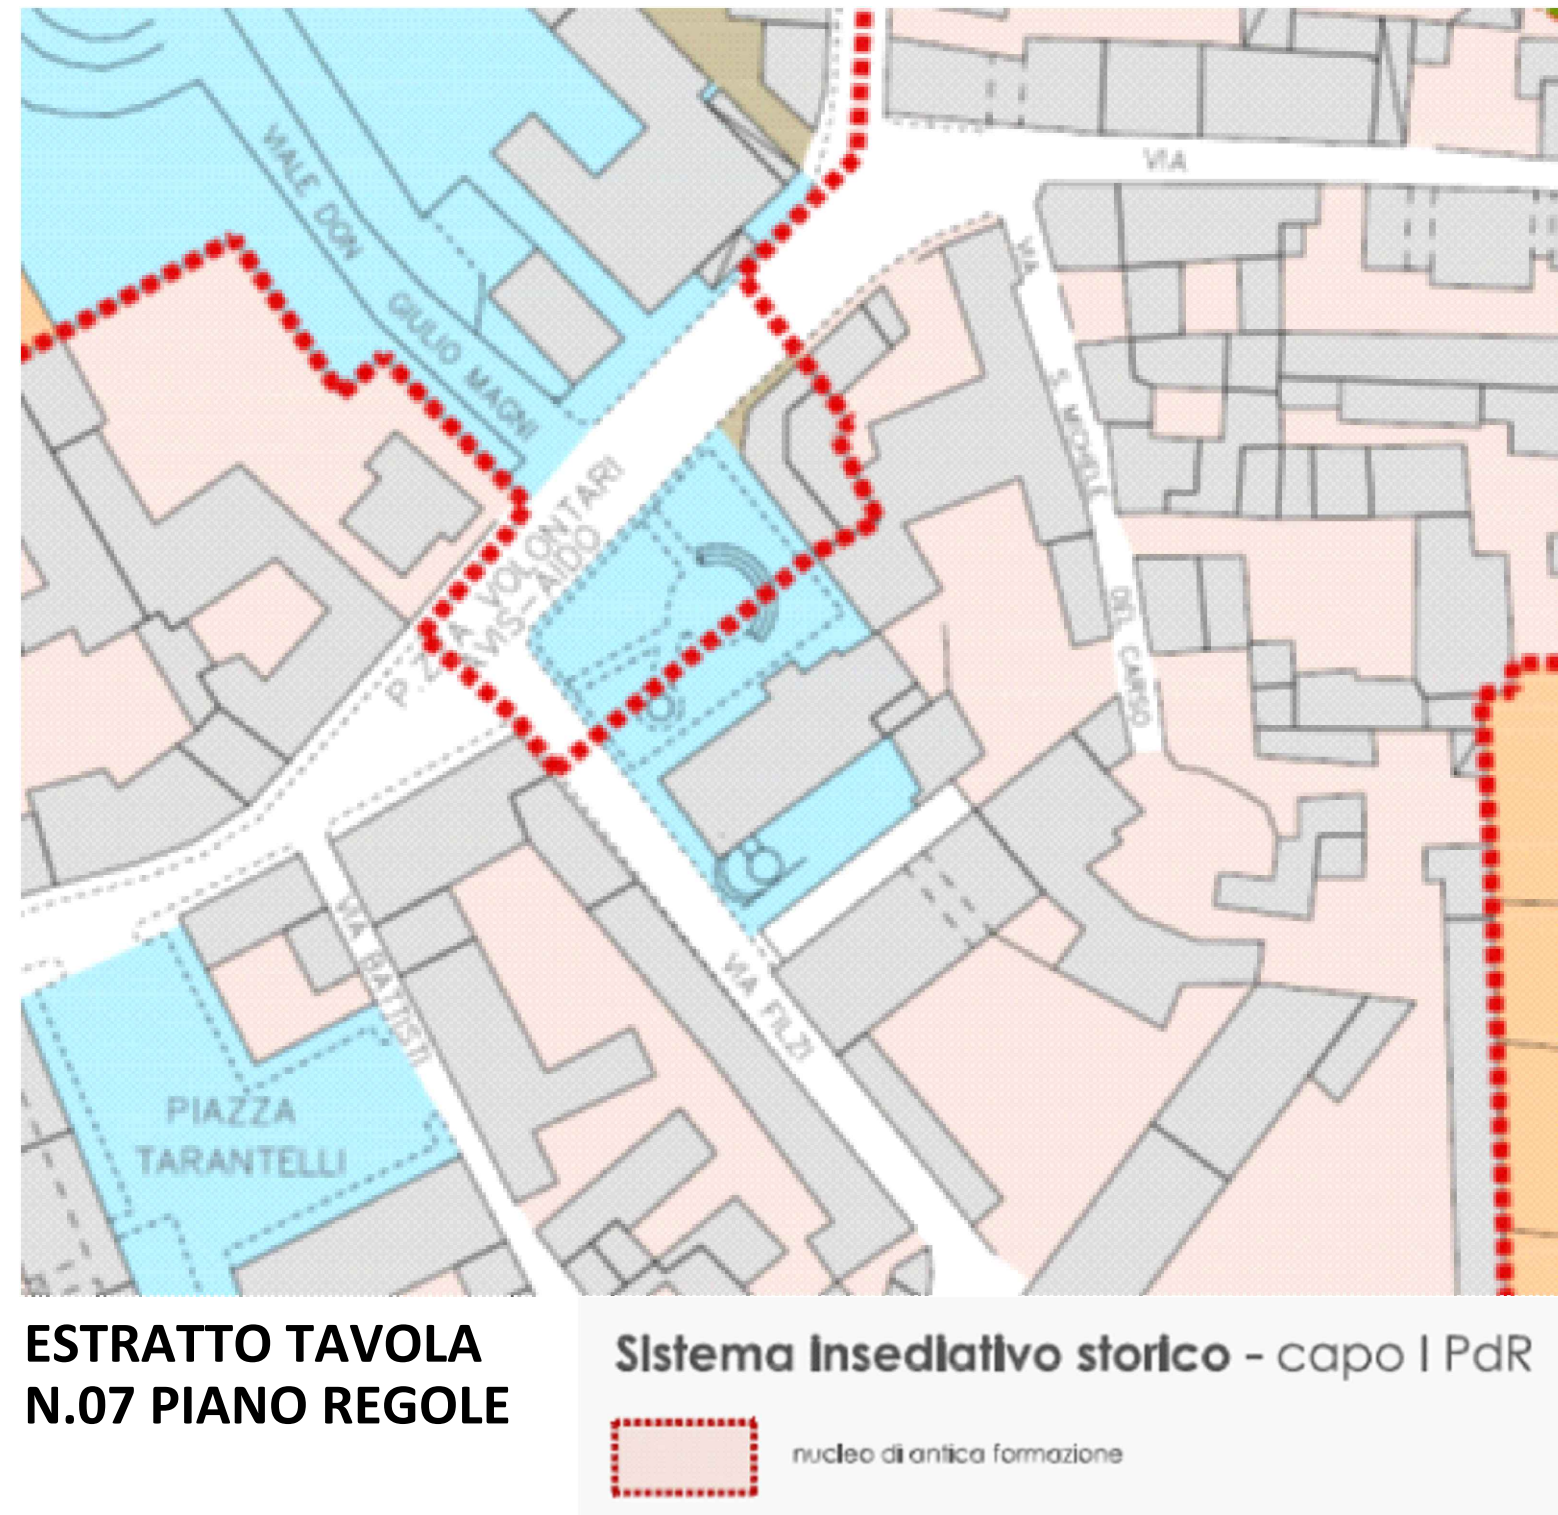 VIA
VIALE DON
GIULIO MAGNI
VIA
S. MICHELE
DEL CARSO
P.ZZA VOLONTARI
AVIS-AIDO
VIA BATTISTI
VIA FILZI
PIAZZA
TARANTELLI
ESTRATTO TAVOLA
N.07 PIANO REGOLE
Sistema insediativo storico - capo I PdR
nucleo di antica formazione